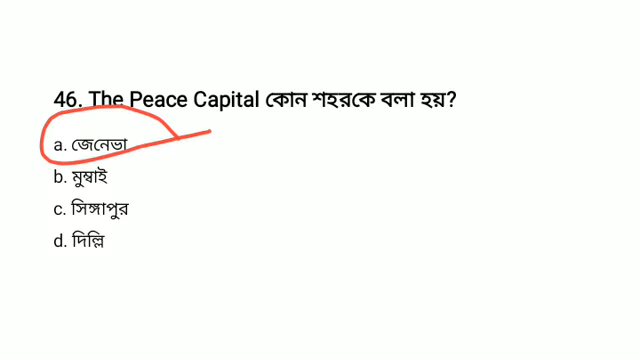 46. The Peace Capital কোন শহরকে বলা হয়?
a. জেনেভা
b. মুম্বাই
c. সিঙ্গাপুর
d. দিল্লি